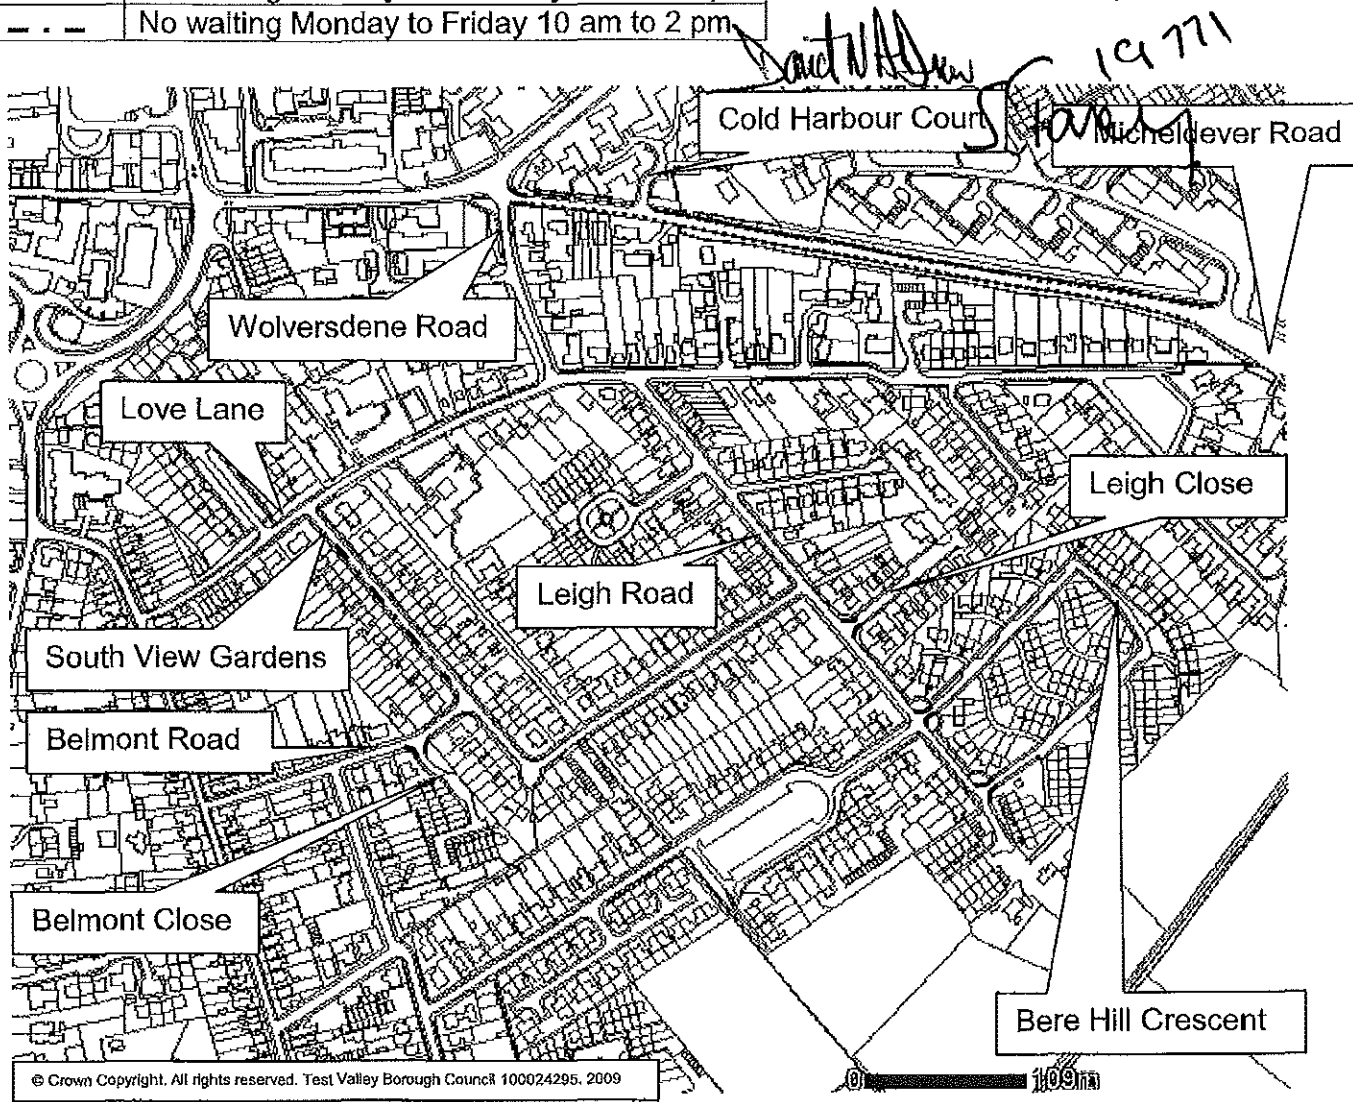 No waiting Monday to Friday 10 am to 2 pm
19771
Cold Harbour Court
Micheldever Road
Wolversdene Road
Love Lane
Leigh Close
Leigh Road
South View Gardens
Belmont Road
Belmont Close
Bere Hill Crescent
© Crown Copyright. All rights reserved. Test Valley Borough Council 100024295. 2009
0 109m